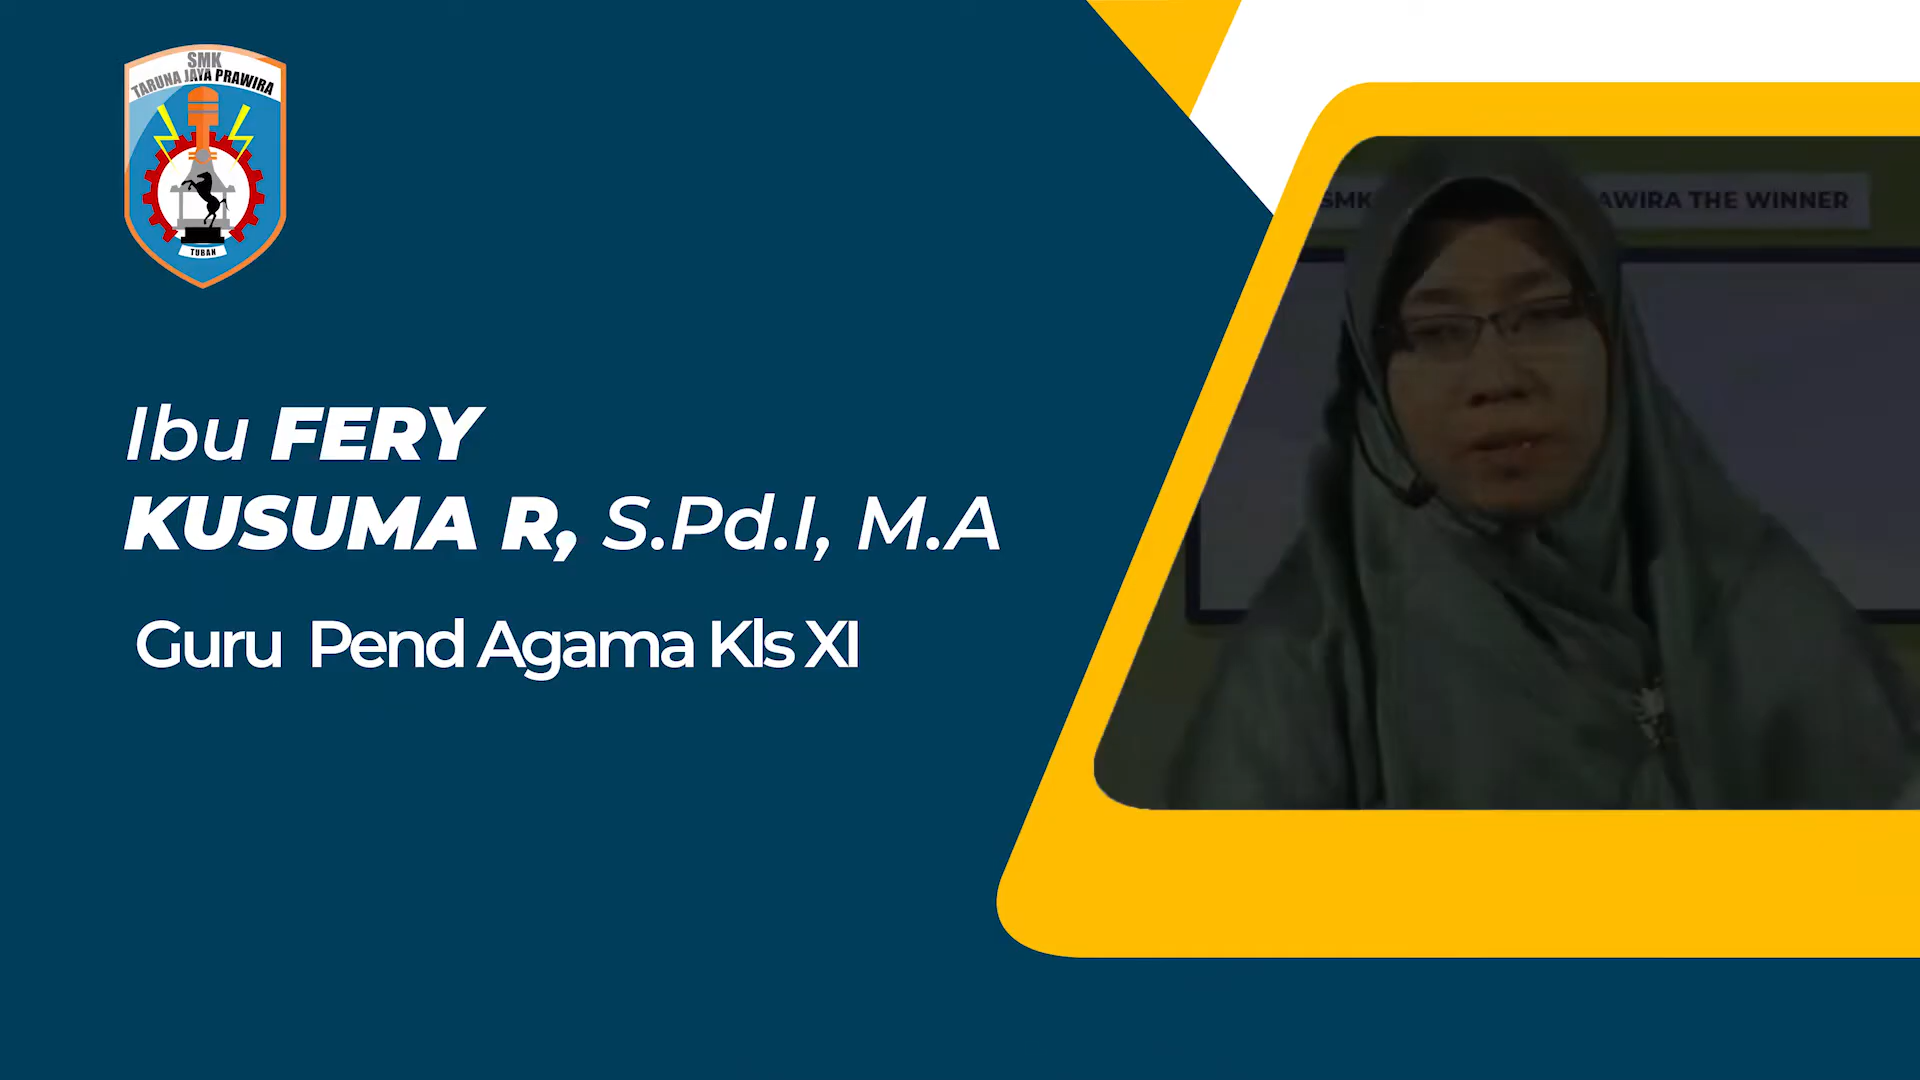 SMK
TARUNA JAYA PRAWIRA
TUBAN
Ibu FERY
KUSUMA R, S.Pd.I, M.A
Guru Pend Agama Kls XI
SMK AWIRA THE WINNER